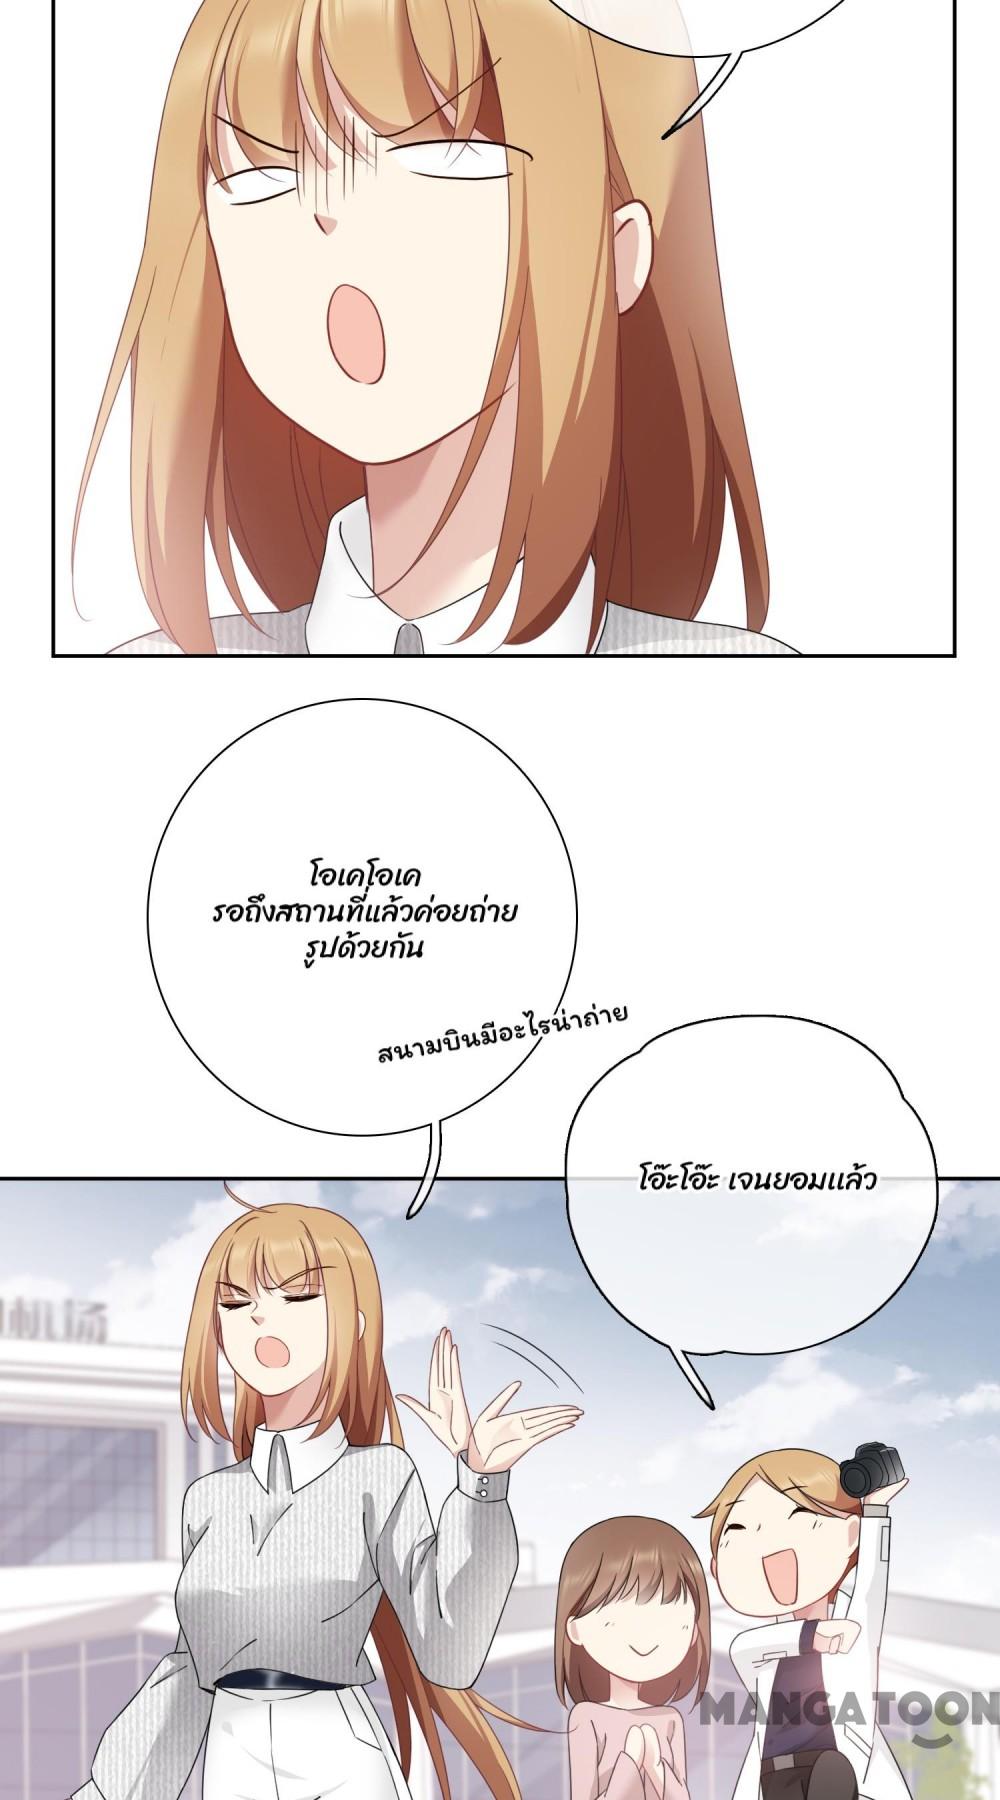 โอเคโอเค
รอถึงสถานที่แล้วค่อยถ่าย
รูปด้วยกัน
สนามบินมีอะไรน่าถ่าย
โอ๊ะโอ๊ะ เจนยอมแล้ว
机场
MANGATOON